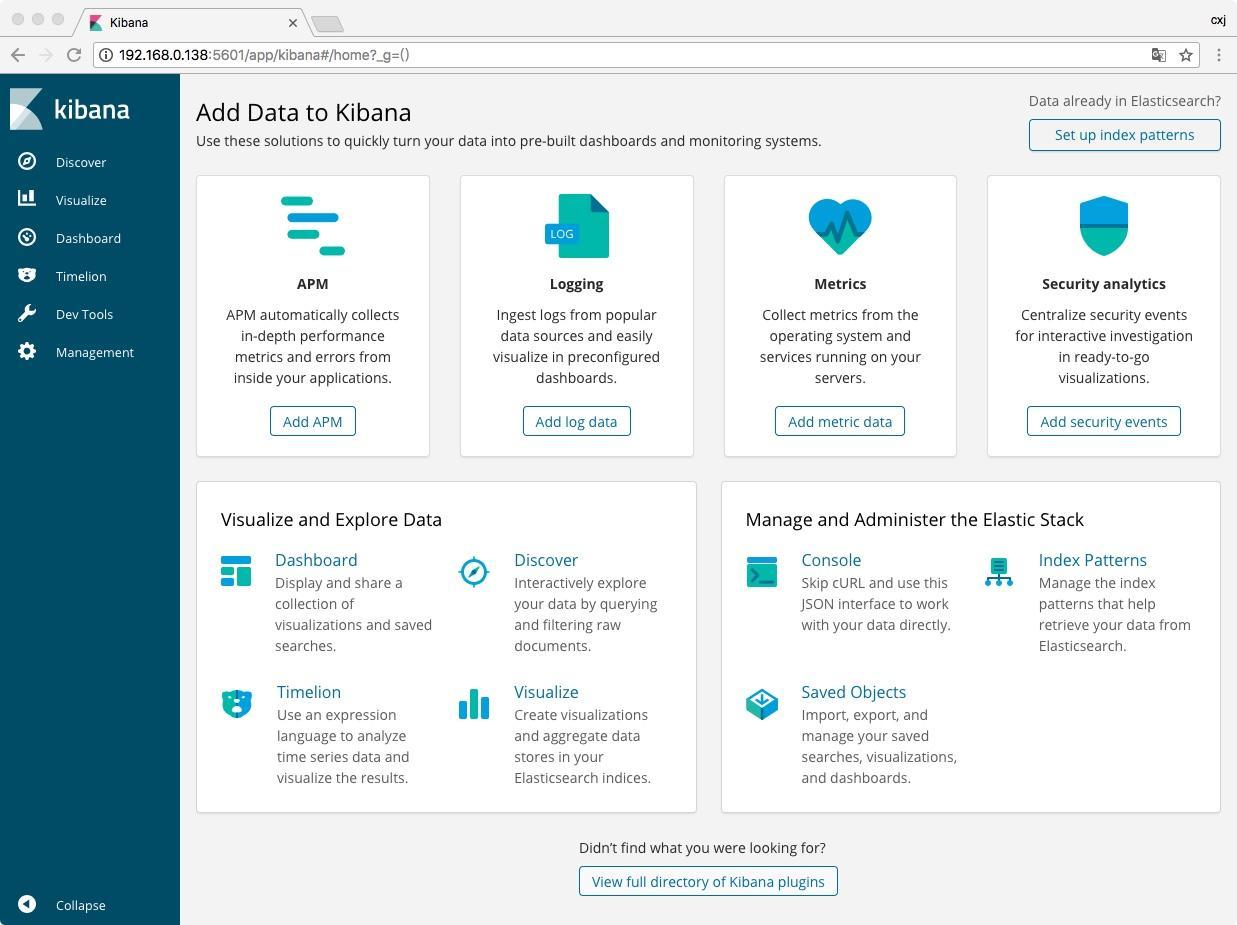 Kibana
cxj
192.168.0.138:5601/app/kibana#/home?_g=()
kibana
Discover
Visualize
Dashboard
Timelion
Dev Tools
Management
Collapse
Add Data to Kibana
Use these solutions to quickly turn your data into pre-built dashboards and monitoring systems.
Data already in Elasticsearch?
Set up index patterns
APM
APM automatically collects
in-depth performance
metrics and errors from
inside your applications.
Add APM
LOG
Logging
Ingest logs from popular
data sources and easily
visualize in preconfigured
dashboards.
Add log data
Metrics
Collect metrics from the
operating system and
services running on your
servers.
Add metric data
Security analytics
Centralize security events
for interactive investigation
in ready-to-go
visualizations.
Add security events
Visualize and Explore Data
Dashboard
Display and share a
collection of
visualizations and saved
searches.
Discover
Interactively explore
your data by querying
and filtering raw
documents.
Timelion
Use an expression
language to analyze
time series data and
visualize the results.
Visualize
Create visualizations
and aggregate data
stores in your
Elasticsearch indices.
Manage and Administer the Elastic Stack
Console
Skip cURL and use this
JSON interface to work
with your data directly.
Index Patterns
Manage the index
patterns that help
retrieve your data from
Elasticsearch.
Saved Objects
Import, export, and
manage your saved
searches, visualizations,
and dashboards.
Didn’t find what you were looking for?
View full directory of Kibana plugins